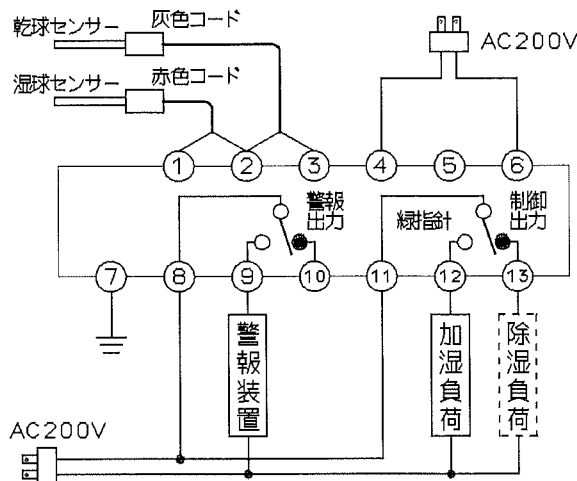 乾球センサー 灰色コード
AC200V
湿球センサー 赤色コード
1 2 3 4 5 6
警報
出力
緑指針
制御
出力
7 8 9 10 11 12 13
警報装置
加湿負荷
除湿負荷
AC200V